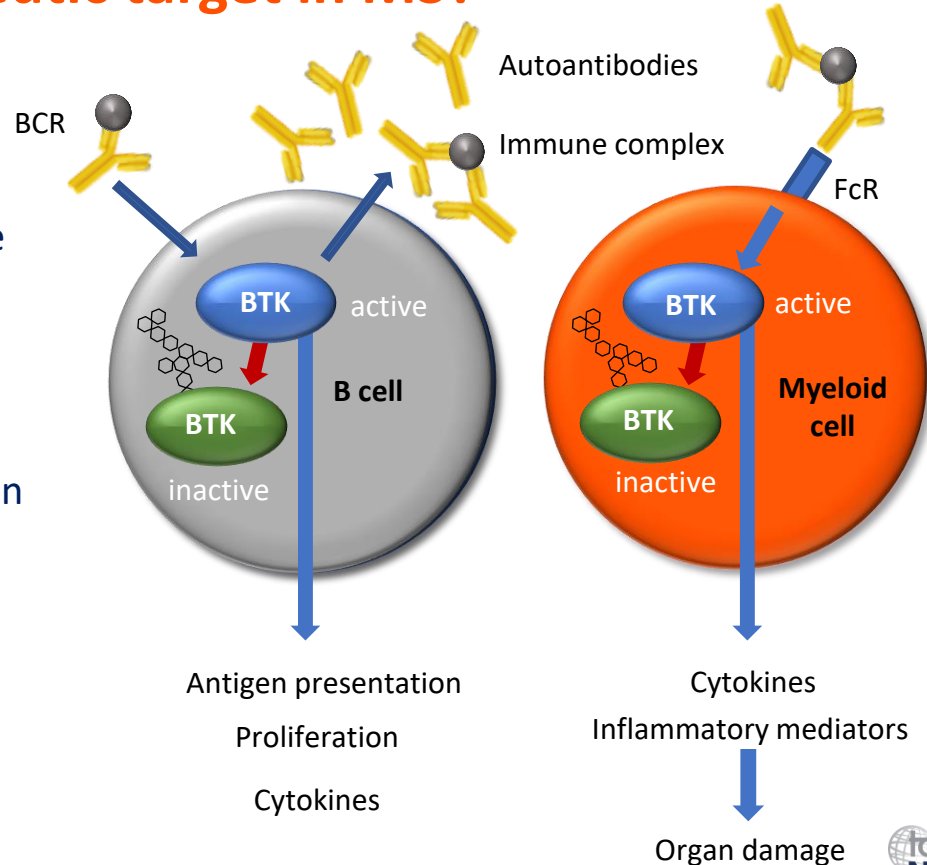 Autoantibodies
BCR
Immune complex
FcR
BTK
active
BTK
active
B cell
Myeloid
cell
BTK
inactive
BTK
inactive
Antigen presentation
Proliferation
Cytokines
Cytokines
Inflammatory mediators
Organ damage